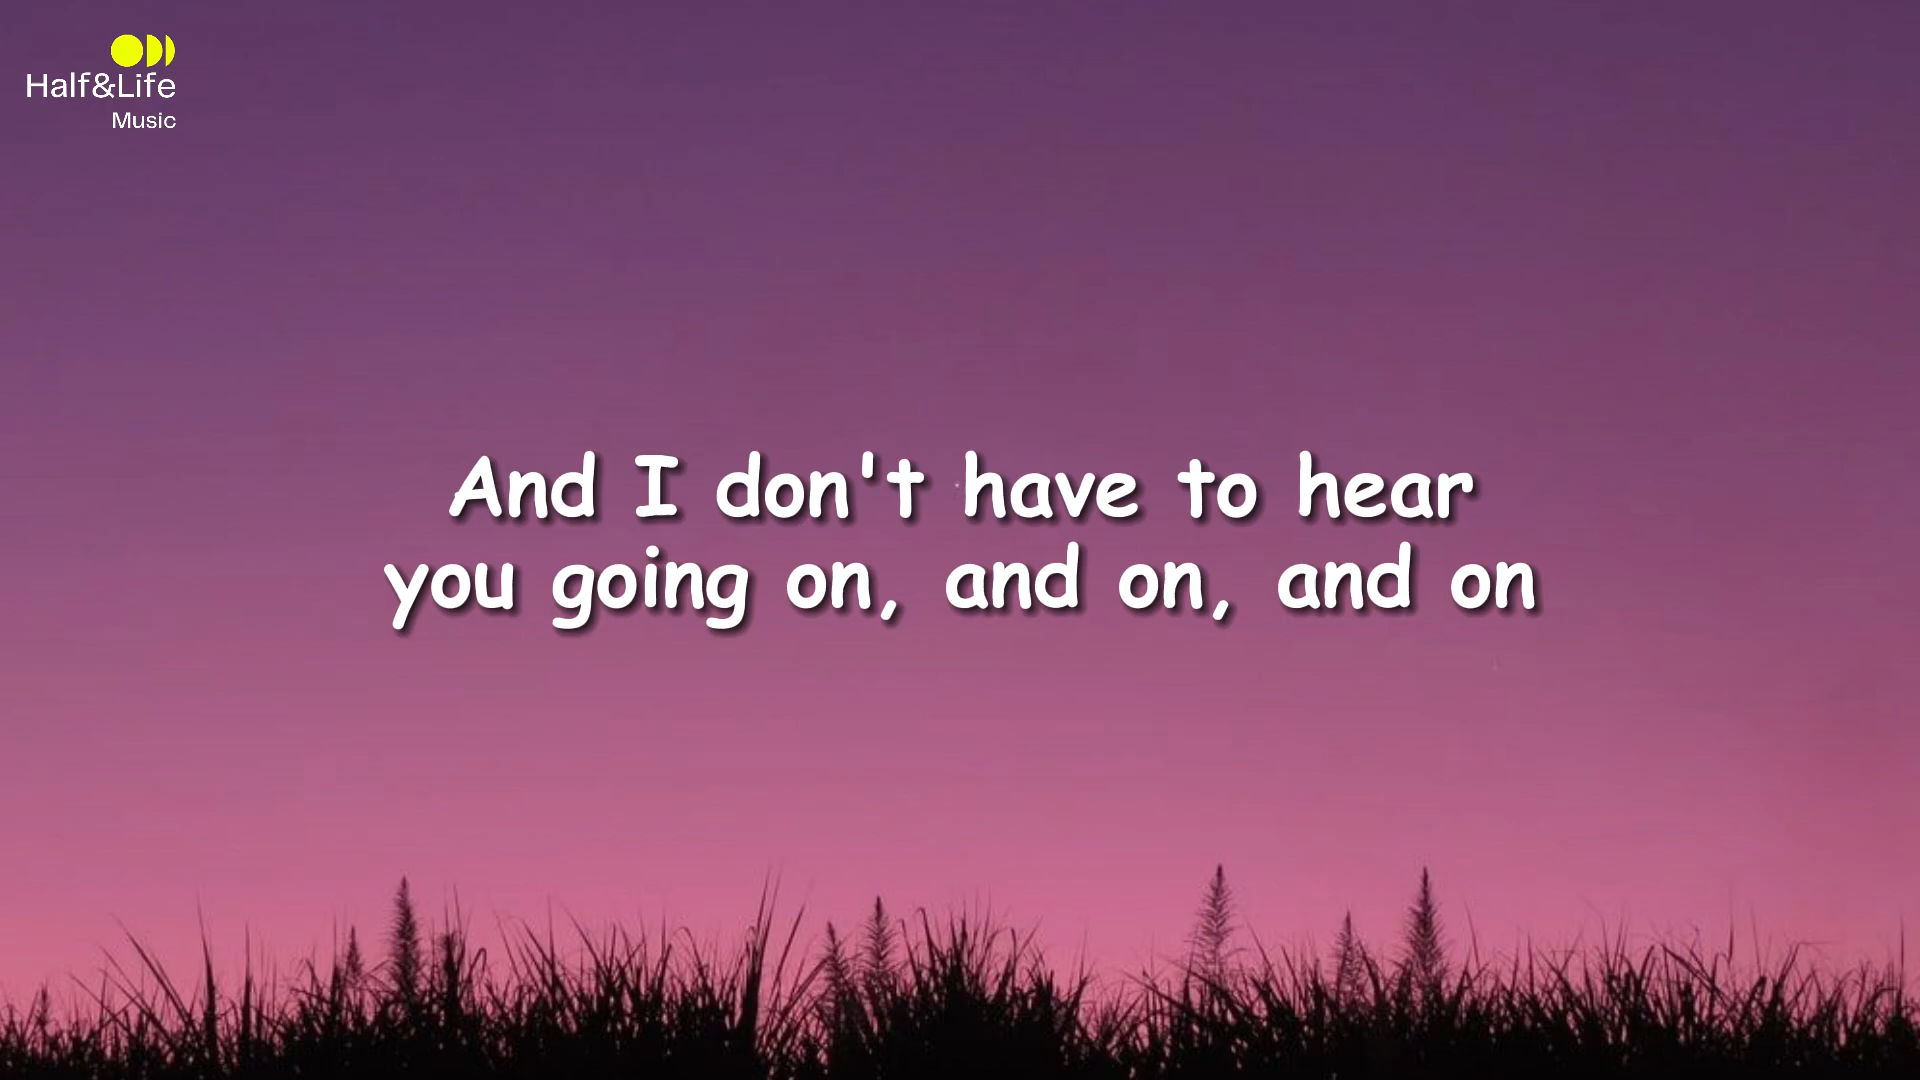 Half&Life
Music
And I don't have to hear
you going on, and on, and on